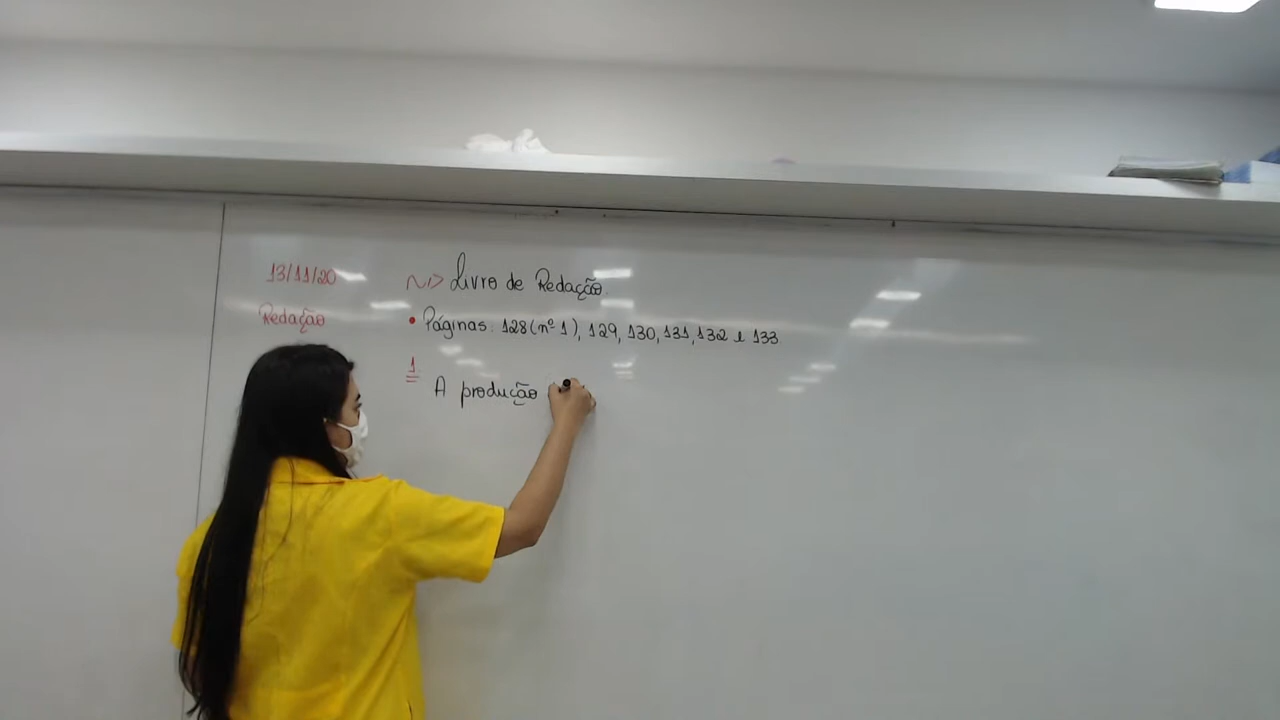 13/11/20
Redação
~> Livro de Redação
• Páginas: 128 (nº 1), 129, 130, 131, 132 e 133
1
A produção